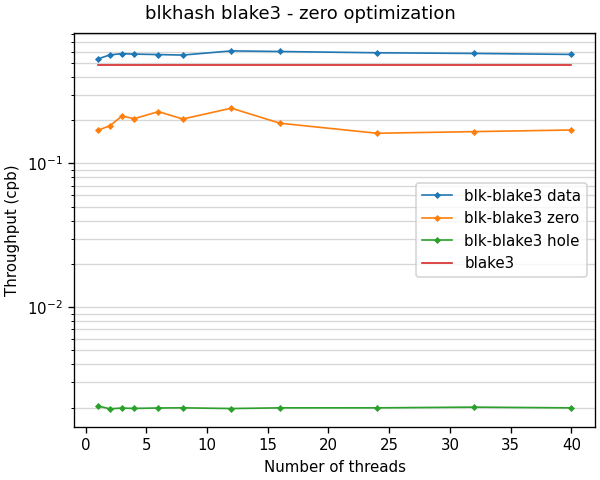 blkhash blake3 - zero optimization
Throughput (cpb)
10⁻¹
10⁻²
blk-blake3 data
blk-blake3 zero
blk-blake3 hole
blake3
0 5 10 15 20 25 30 35 40
Number of threads